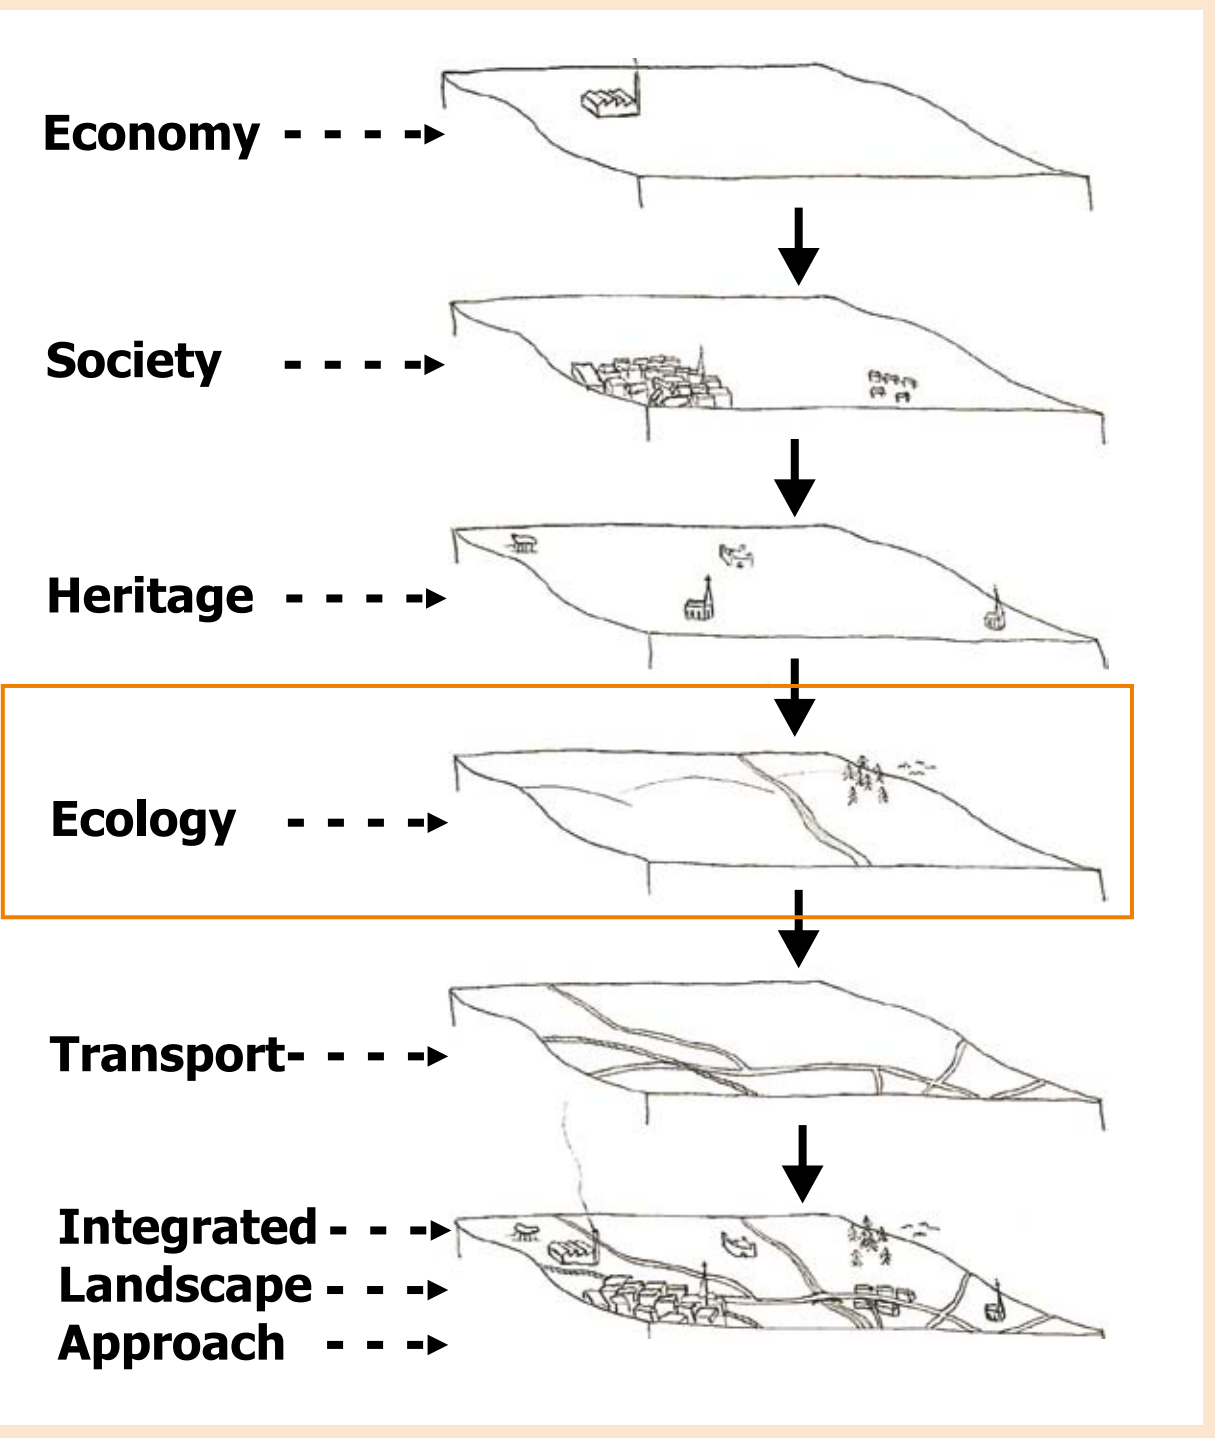 Economy
Society
Heritage
Ecology
Transport
Integrated
Landscape
Approach